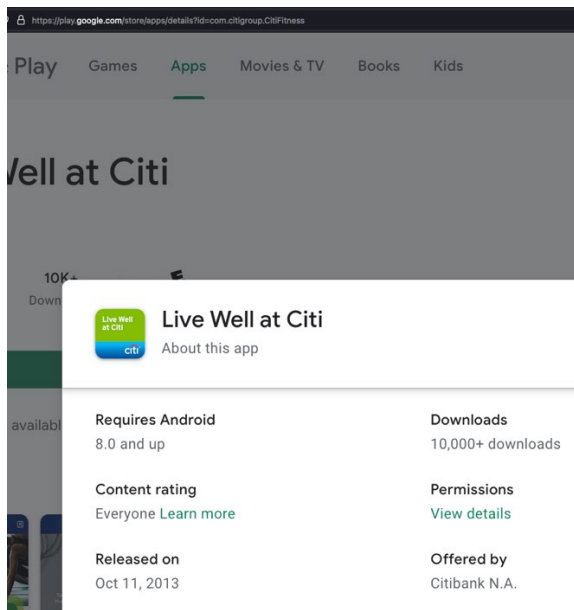 https://play.google.com/store/apps/details?id=com.citigroup.CitiFitness
Play Games Apps Movies & TV Books Kids
Well at Citi
10K+ E
Down
Live Well
at Citi
citi
Live Well at Citi
About this app
availabl
Requires Android
8.0 and up
Downloads
10,000+ downloads
Content rating
Everyone Learn more
Permissions
View details
Released on
Oct 11, 2013
Offered by
Citibank N.A.